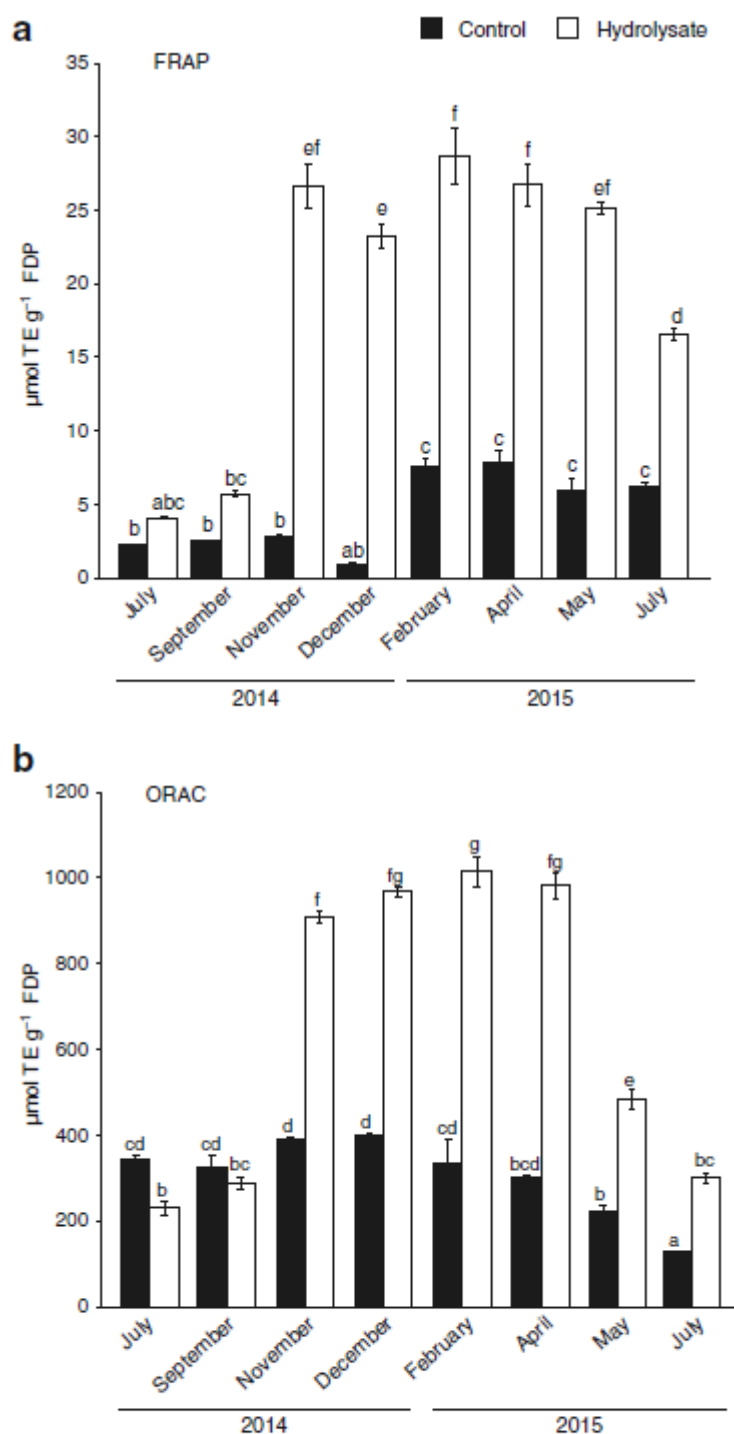 a
Control Hydrolysate
FRAP
35
30
25
20
15
10
5
0
µmol TE g⁻¹ FDP
b abc b bc b ef ab e c f c f c ef c d
July September November December February April May July
2014 2015
b
ORAC
1200
1000
800
600
400
200
0
µmol TE g⁻¹ FDP
cd b cd bc d f d fg cd g bcd fg b e a bc
July September November December February April May July
2014 2015